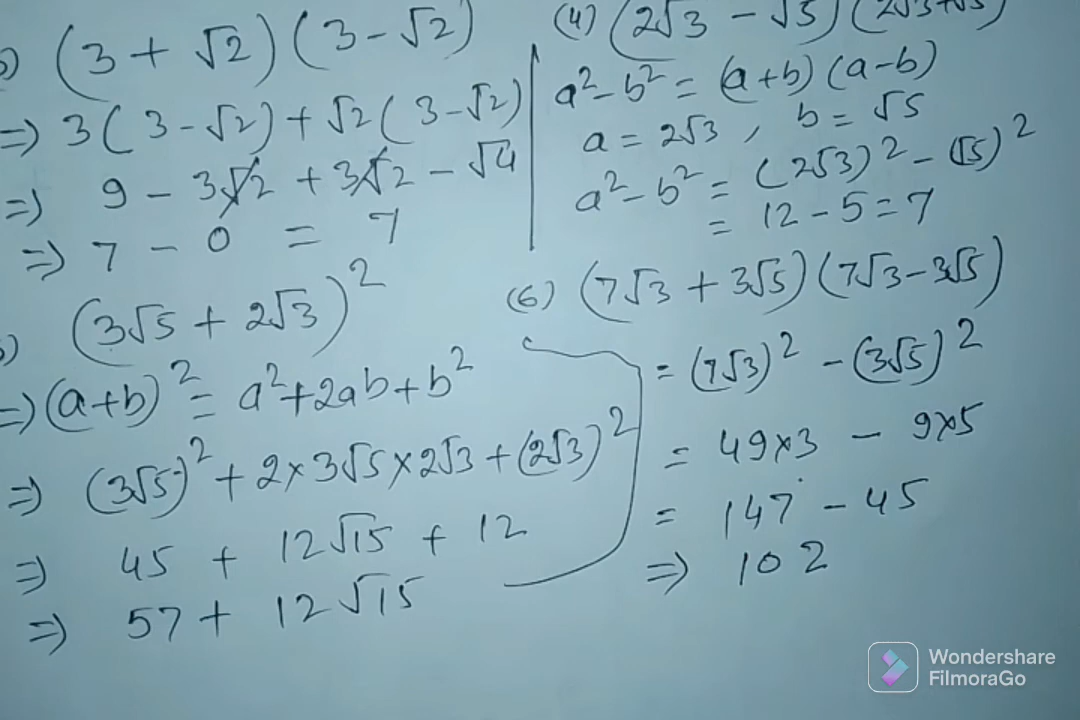 (3 + √2) (3 - √2)
=) 3 ( 3 - √2) + √2 ( 3 - √2)
=) 9 - 3√2 + 3√2 - √4
=) 7 - 0 = 7
(4) (2√3 - √5) (2√3+√5)
a² - b² = (a+b) (a-b)
a = 2√3 , b = √5
a² - b² = (2√3)² - (√5)²
= 12 - 5 = 7
(3√5 + 2√3)²
=) (a+b)² = a² + 2ab + b²
=) (3√5)² + 2 × 3√5 × 2√3 + (2√3)²
=) 45 + 12√15 + 12
=) 57 + 12√15
(6) (7√3 + 3√5) (7√3 - 3√5)
= (7√3)² - (3√5)²
= 49×3 - 9×5
= 147 - 45
=) 102
Wondershare
FilmoraGo